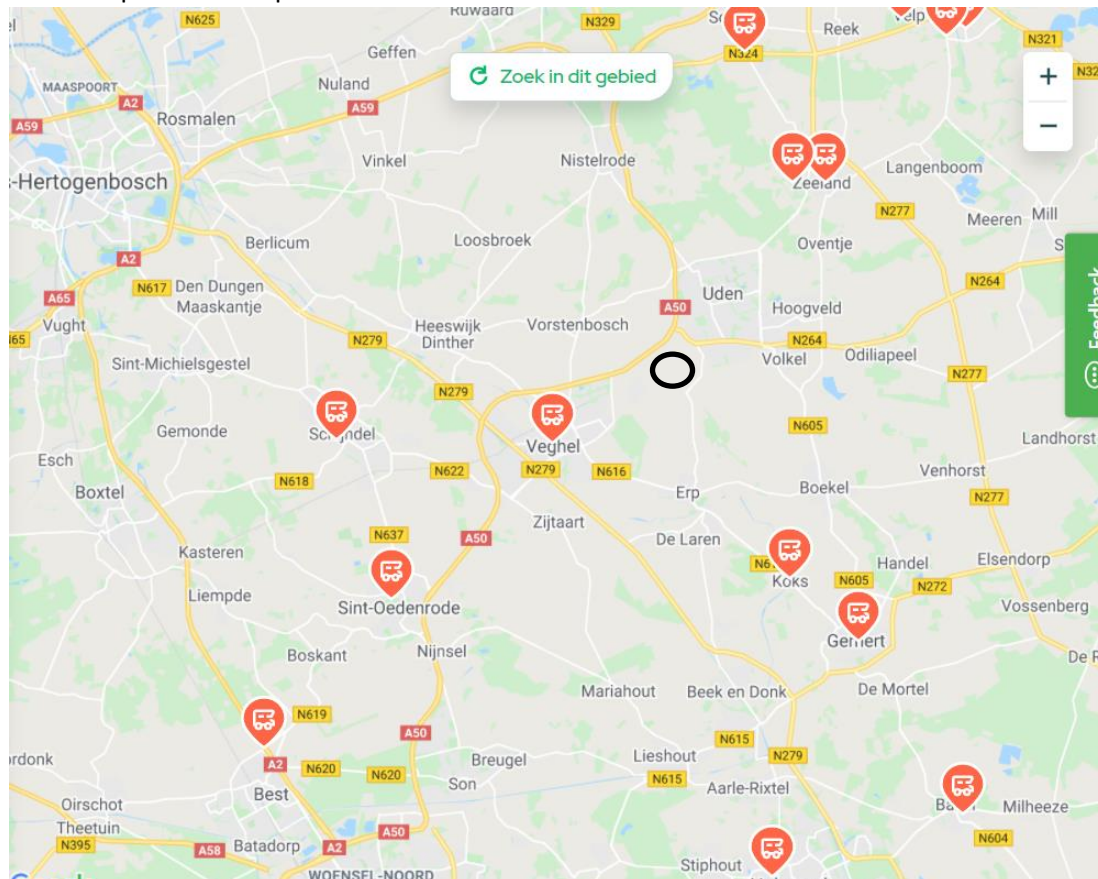 N625
Ruwaard
N329
Reek
N321
Geffen
N324
Zoek in dit gebied
+
MAASPOORT
Nuland
A2
A59
A59
Rosmalen
−
Vinkel
Nistelrode
Langenboom
-Hertogenbosch
Zeeland
N277
Meeren
Mill
Berlicum
Loosbroek
Oventje
A2
N617
Den Dungen
Maaskantje
N264
Feedback
A65
Vught
Uden
A50
Hoogveld
Heeswijk
Dinther
Vorstenbosch
N279
N264
Volkel
Odiliapeel
Sint-Michielsgestel
N277
N279
Gemonde
Schijndel
N605
Landhorst
Veghel
Esch
Boxtel
N618
N622
N279
N616
Venhorst
Erp
Boekel
N277
Zijtaart
N637
A50
De Laren
Kasteren
Handel
Elsendorp
Koks
N605
N272
Liempde
Sint-Oedenrode
Vossenberg
Gemert
Boskant
Nijnsel
Mariahout
Beek en Donk
De Mortel
N619
A50
N615
Breugel
Lieshout
N279
A2
N620
N620
Son
N615
Aarle-Rixtel
Best
Oirschot
Milheeze
Theetuin
N395
A50
N604
A58
Batadorp
A2
Stiphout
WOENSEL-NOORD